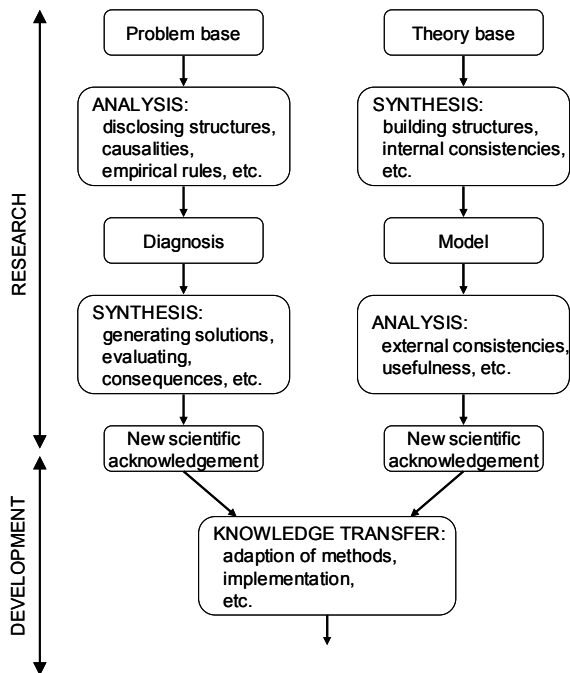 Problem base
Theory base
ANALYSIS:
disclosing structures,
causalities,
empirical rules, etc.
SYNTHESIS:
building structures,
internal consistencies,
etc.
Diagnosis
Model
SYNTHESIS:
generating solutions,
evaluating,
consequences, etc.
ANALYSIS:
external consistencies,
usefulness, etc.
New scientific
acknowledgement
New scientific
acknowledgement
RESEARCH
KNOWLEDGE TRANSFER:
adaption of methods,
implementation,
etc.
DEVELOPMENT